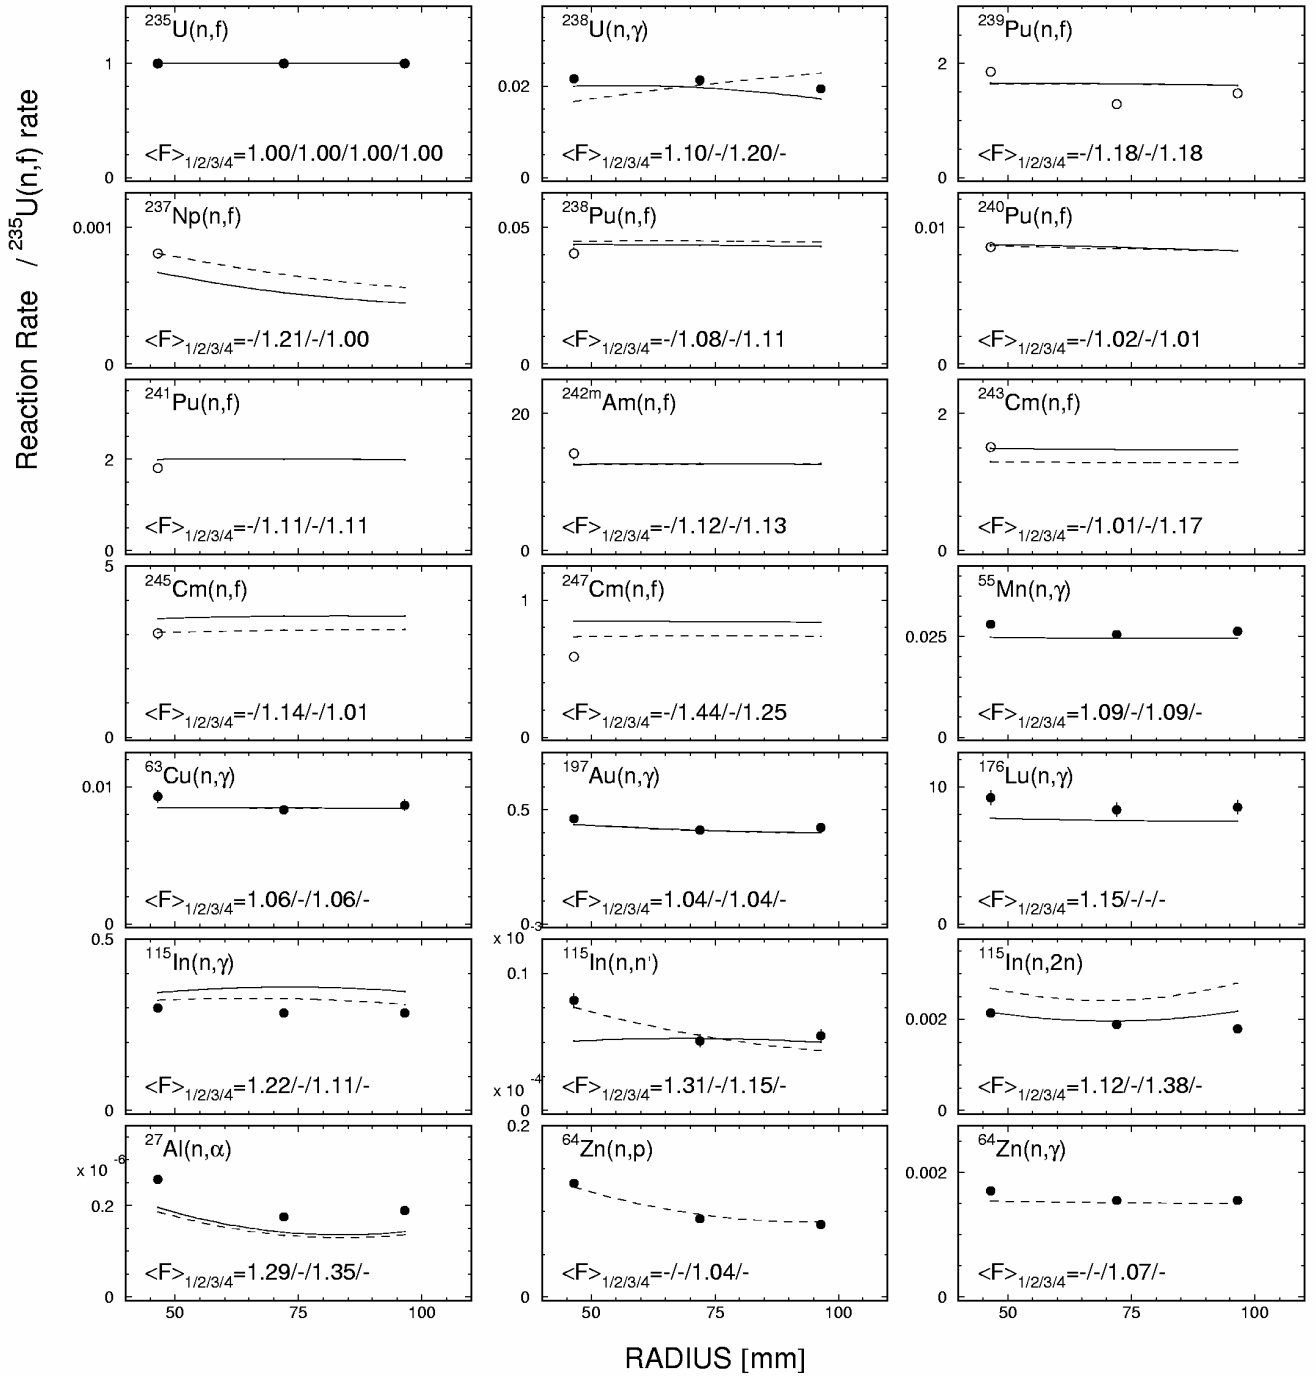 Reaction Rate / ²³⁵U(n,f) rate
²³⁵U(n,f)
1
<F>₁/₂/₃/₄=1.00/1.00/1.00/1.00
0
²³⁸U(n,γ)
0.02
<F>₁/₂/₃/₄=1.10/-/1.20/-
0
²³⁹Pu(n,f)
2
<F>₁/₂/₃/₄=-/1.18/-/1.18
0
²³⁷Np(n,f)
0.001
<F>₁/₂/₃/₄=-/1.21/-/1.00
0
²³⁸Pu(n,f)
0.05
<F>₁/₂/₃/₄=-/1.08/-/1.11
0
²⁴⁰Pu(n,f)
0.01
<F>₁/₂/₃/₄=-/1.02/-/1.01
0
²⁴¹Pu(n,f)
2
<F>₁/₂/₃/₄=-/1.11/-/1.11
0
²⁴²ᵐAm(n,f)
20
<F>₁/₂/₃/₄=-/1.12/-/1.13
0
²⁴³Cm(n,f)
2
<F>₁/₂/₃/₄=-/1.01/-/1.17
0
5
²⁴⁵Cm(n,f)
<F>₁/₂/₃/₄=-/1.14/-/1.01
0
²⁴⁷Cm(n,f)
1
<F>₁/₂/₃/₄=-/1.44/-/1.25
0
⁵⁵Mn(n,γ)
0.025
<F>₁/₂/₃/₄=1.09/-/1.09/-
0
⁶³Cu(n,γ)
0.01
<F>₁/₂/₃/₄=1.06/-/1.06/-
0
¹⁹⁷Au(n,γ)
0.5
<F>₁/₂/₃/₄=1.04/-/1.04/-
0
¹⁷⁶Lu(n,γ)
10
<F>₁/₂/₃/₄=1.15/-/-/-
0
0.5
¹¹⁵In(n,γ)
<F>₁/₂/₃/₄=1.22/-/1.11/-
0
x 10 ⁻³
¹¹⁵In(n,n')
0.1
<F>₁/₂/₃/₄=1.31/-/1.15/-
0
¹¹⁵In(n,2n)
0.002
<F>₁/₂/₃/₄=1.12/-/1.38/-
0
²⁷Al(n,α)
x 10 ⁻⁶
0.2
<F>₁/₂/₃/₄=1.29/-/1.35/-
0
x 10 ⁻⁴
0.2
⁶⁴Zn(n,p)
<F>₁/₂/₃/₄=-/-/1.04/-
0
⁶⁴Zn(n,γ)
0.002
<F>₁/₂/₃/₄=-/-/1.07/-
0
50 75 100
50 75 100
50 75 100
RADIUS [mm]